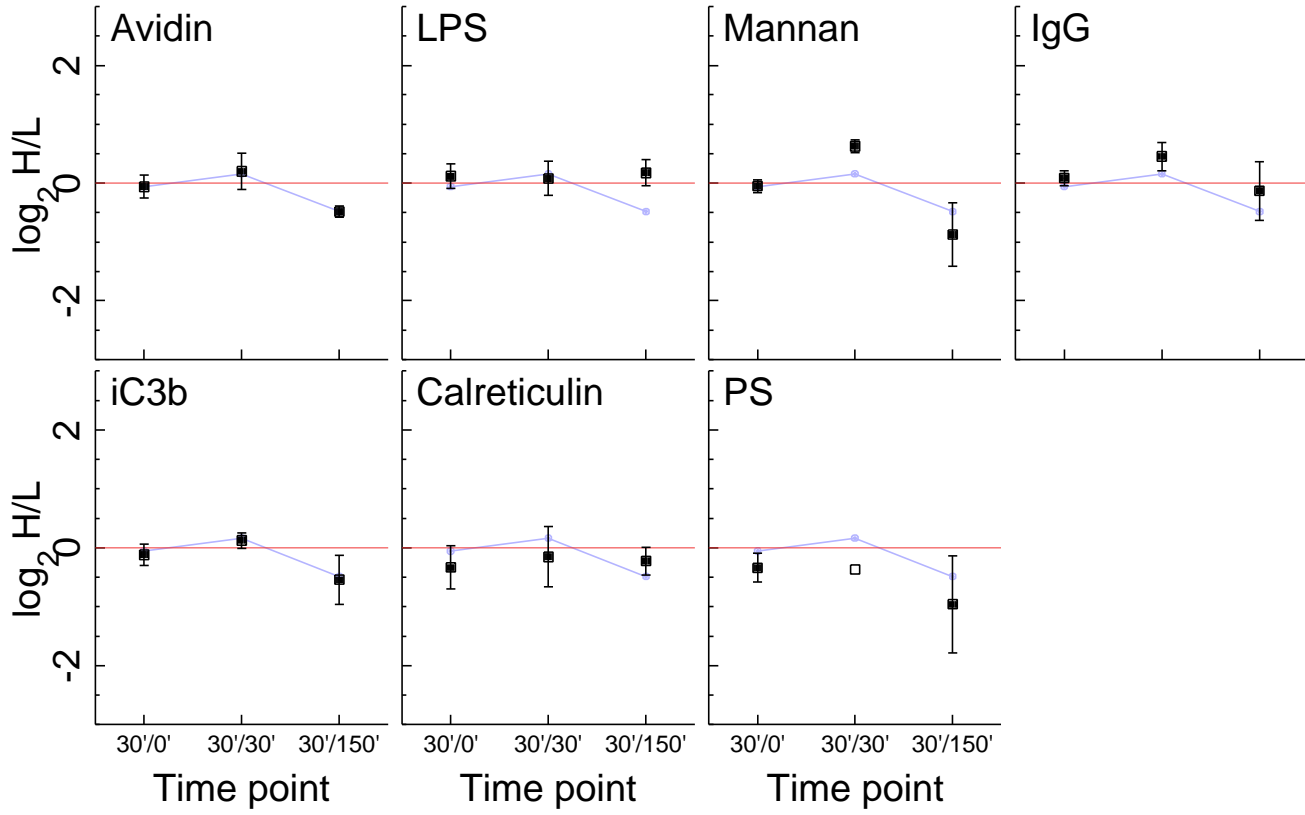 Avidin
LPS
Mannan
IgG
2
0
-2
log2 H/L
iC3b
Calreticulin
PS
2
0
-2
log2 H/L
30'/0' 30'/30' 30'/150'
30'/0' 30'/30' 30'/150'
30'/0' 30'/30' 30'/150'
Time point
Time point
Time point